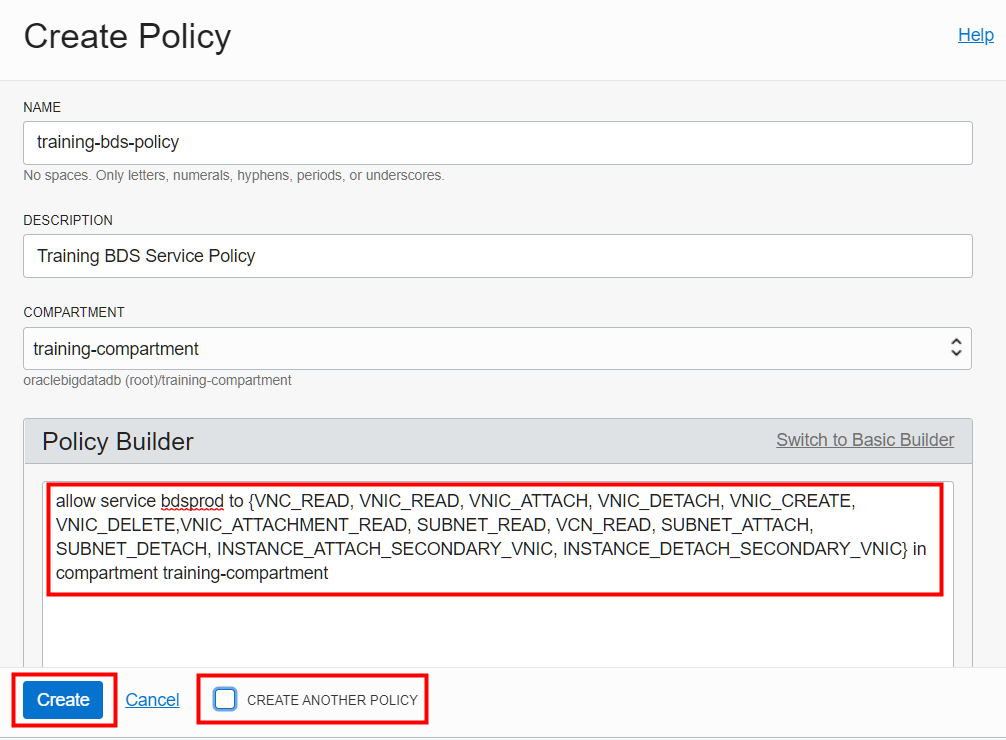 Create Policy
Help
NAME
training-bds-policy
No spaces. Only letters, numerals, hyphens, periods, or underscores.
DESCRIPTION
Training BDS Service Policy
COMPARTMENT
training-compartment
oraclebigdatadb (root)/training-compartment
Policy Builder
Switch to Basic Builder
allow service bdsprod to {VNC_READ, VNIC_READ, VNIC_ATTACH, VNIC_DETACH, VNIC_CREATE,
VNIC_DELETE,VNIC_ATTACHMENT_READ, SUBNET_READ, VCN_READ, SUBNET_ATTACH,
SUBNET_DETACH, INSTANCE_ATTACH_SECONDARY_VNIC, INSTANCE_DETACH_SECONDARY_VNIC} in
compartment training-compartment
Create
Cancel
CREATE ANOTHER POLICY